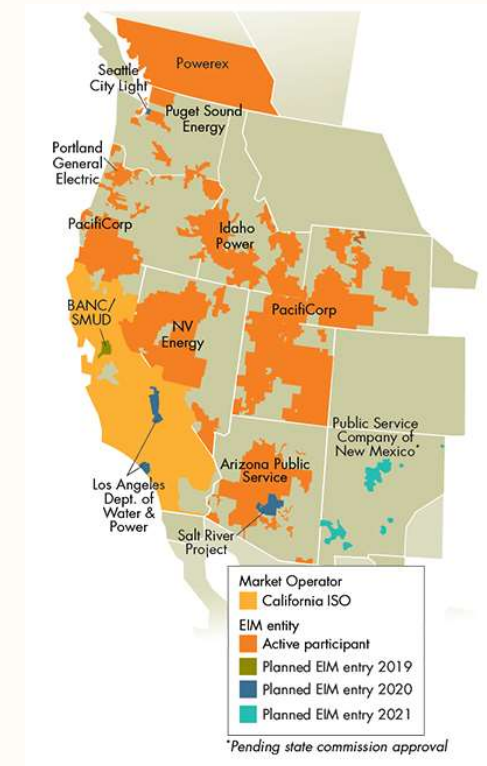 Powerex
Seattle
City Light
Puget Sound
Energy
Portland
General
Electric
PacifiCorp
Idaho
Power
BANC/
SMUD
NV
Energy
PacifiCorp
Public Service
Company of
New Mexico*
Arizona Public
Service
Los Angeles
Dept. of
Water &
Power
Salt River
Project
Market Operator
California ISO
EIM entity
Active participant
Planned EIM entry 2019
Planned EIM entry 2020
Planned EIM entry 2021
*Pending state commission approval